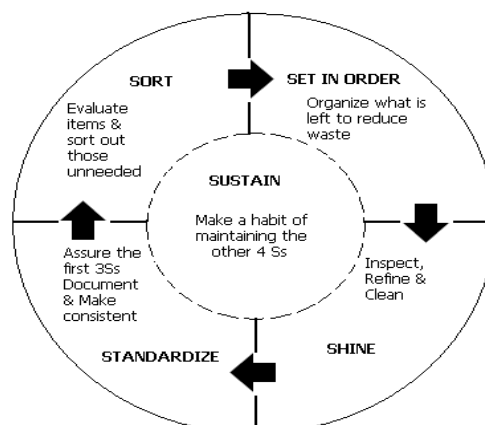 SORT
Evaluate
items &
sort out
those
unneeded
SET IN ORDER
Organize what is
left to reduce
waste
SUSTAIN
Make a habit of
maintaining the
other 4 Ss
Inspect,
Refine &
Clean
SHINE
STANDARDIZE
Assure the
first 3Ss
Document
& Make
consistent